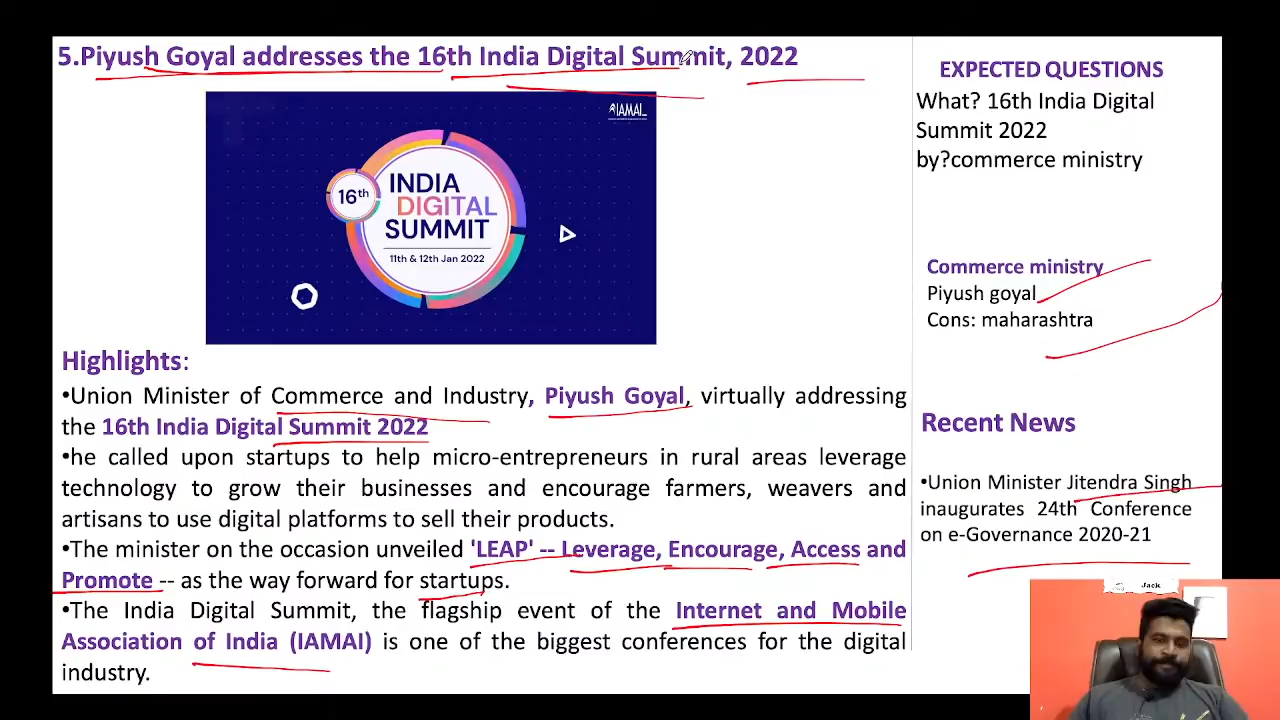 5.Piyush Goyal addresses the 16th India Digital Summit, 2022
IAMAI
16th
INDIA
DIGITAL
SUMMIT
11th & 12th Jan 2022
Highlights:
•Union Minister of Commerce and Industry, Piyush Goyal, virtually addressing
the 16th India Digital Summit 2022
•he called upon startups to help micro-entrepreneurs in rural areas leverage
technology to grow their businesses and encourage farmers, weavers and
artisans to use digital platforms to sell their products.
•The minister on the occasion unveiled 'LEAP' -- Leverage, Encourage, Access and
Promote -- as the way forward for startups.
•The India Digital Summit, the flagship event of the Internet and Mobile
Association of India (IAMAI) is one of the biggest conferences for the digital
industry.
EXPECTED QUESTIONS
What? 16th India Digital
Summit 2022
by?commerce ministry
Commerce ministry
Piyush goyal
Cons: maharashtra
Recent News
•Union Minister Jitendra Singh
inaugurates 24th Conference
on e-Governance 2020-21
Jack